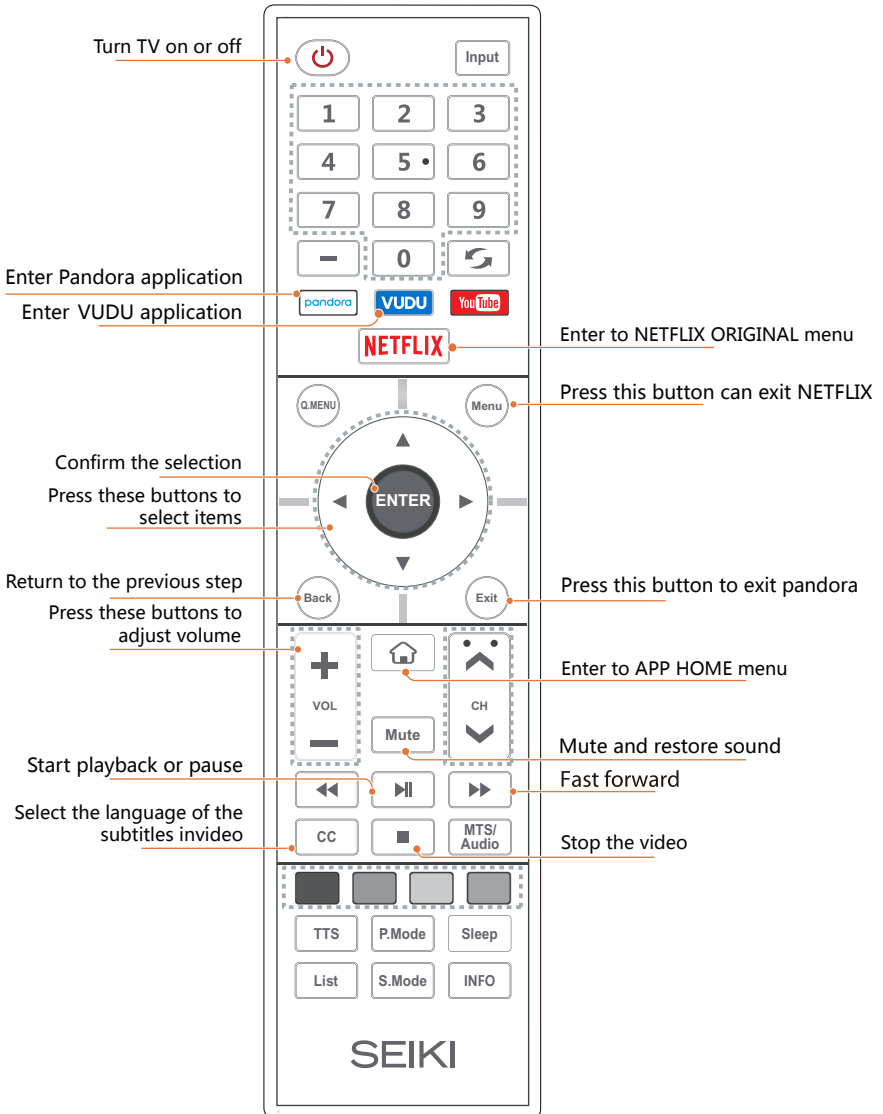 Turn TV on or off
Input
1 2 3
4 5 6
7 8 9
- 0
Enter Pandora application
pandora VUDU YouTube
Enter VUDU application
NETFLIX
Enter to NETFLIX ORIGINAL menu
Q.MENU Menu
Press this button can exit NETFLIX
Confirm the selection
ENTER
Press these buttons to
select items
Return to the previous step
Back Exit
Press this button to exit pandora
Press these buttons to
adjust volume
Enter to APP HOME menu
+
VOL CH
Mute
Mute and restore sound
Start playback or pause
Fast forward
Select the language of the
subtitles invideo
CC MTS/
Audio
Stop the video
TTS P.Mode Sleep
List S.Mode INFO
SEIKI